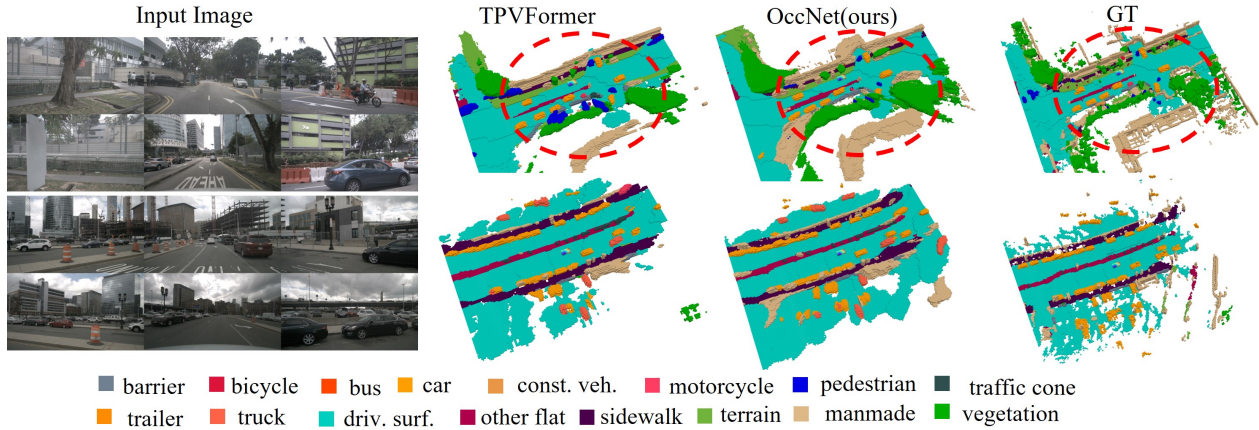 Input Image TPVFormer OccNet(ours) GT
AHEAD
barrier bicycle bus car const. veh. motorcycle pedestrian traffic cone
trailer truck driv. surf. other flat sidewalk terrain manmade vegetation